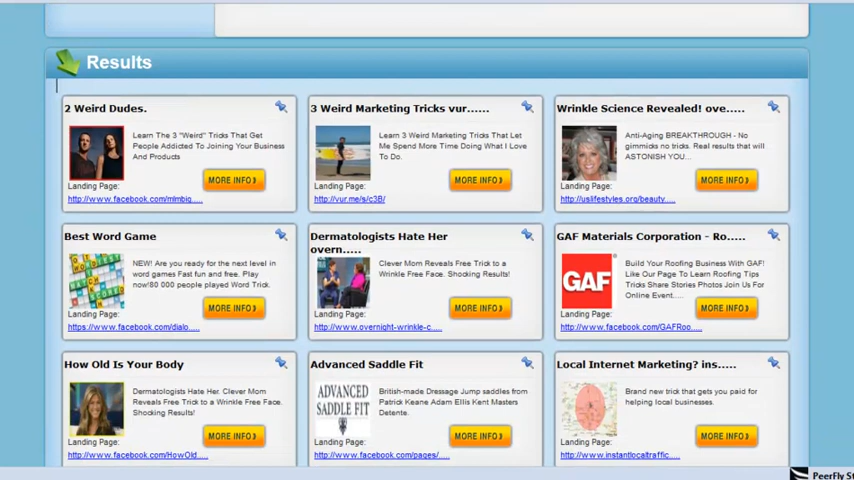 Results
2 Weird Dudes.
Learn The 3 "Weird" Tricks That Get
People Addicted To Joining Your Business
And Products
MORE INFO
Landing Page:
http://www.facebook.com/mlmbig.....
3 Weird Marketing Tricks vur......
Learn 3 Weird Marketing Tricks That Let
Me Spend More Time Doing What I Love
To Do.
MORE INFO
Landing Page:
http://vur.me/s/c3B/
Wrinkle Science Revealed! ove.....
Anti-Aging BREAKTHROUGH - No
gimmicks no tricks. Real results that will
ASTONISH YOU...
MORE INFO
Landing Page:
http://uslifestyles.org/beauty.....
Best Word Game
NEW! Are you ready for the next level in
word games Fast fun and free. Play
now!80 000 people played Word Trick.
MORE INFO
Landing Page:
https://www.facebook.com/dialo.....
Dermatologists Hate Her
overn.....
Clever Mom Reveals Free Trick to a
Wrinkle Free Face. Shocking Results!
MORE INFO
Landing Page:
http://www.overnight-wrinkle-c.....
GAF Materials Corporation - Ro.....
GAF
Build Your Roofing Business With GAF!
Like Our Page To Learn Roofing Tips
Tricks Share Stories Photos Join Us For
Online Event.....
MORE INFO
Landing Page:
http://www.facebook.com/GAFRoo.....
How Old Is Your Body
Dermatologists Hate Her. Clever Mom
Reveals Free Trick to a Wrinkle Free Face.
Shocking Results!
MORE INFO
Landing Page:
http://www.facebook.com/HowOld.....
Advanced Saddle Fit
ADVANCED
SADDLE FIT
British-made Dressage Jump saddles from
Patrick Keane Adam Ellis Kent Masters
Detente.
MORE INFO
Landing Page:
http://www.facebook.com/pages/.....
Local Internet Marketing? ins.....
Brand new trick that gets you paid for
helping local businesses.
MORE INFO
Landing Page:
http://www.instantlocaltraffic.....
PeerFly St